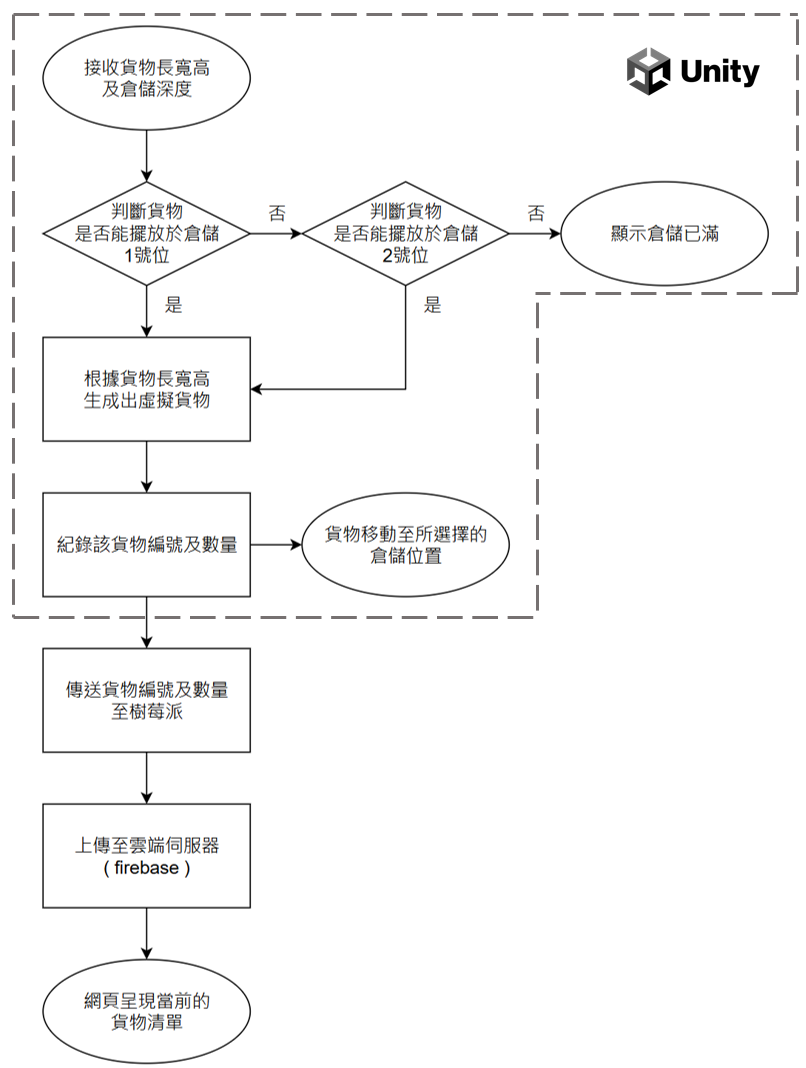 接收貨物長寬高
及倉儲深度
Unity
判斷貨物
是否能擺放於倉儲
1號位
否
判斷貨物
是否能擺放於倉儲
2號位
否
顯示倉儲已滿
是
是
根據貨物長寬高
生成出虛擬貨物
紀錄該貨物編號及數量
貨物移動至所選擇的
倉儲位置
傳送貨物編號及數量
至樹莓派
上傳至雲端伺服器
( firebase )
網頁呈現當前的
貨物清單